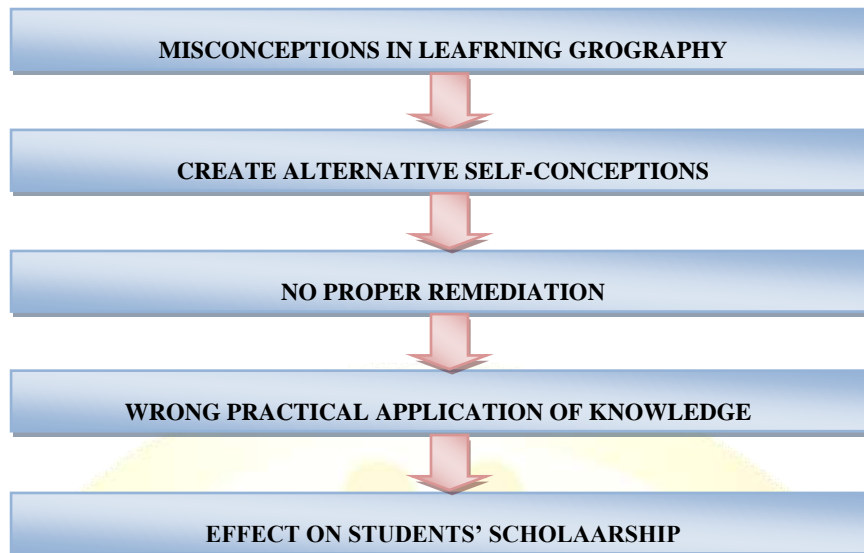 MISCONCEPTIONS IN LEAFRNING GROGRAPHY
CREATE ALTERNATIVE SELF-CONCEPTIONS
NO PROPER REMEDIATION
WRONG PRACTICAL APPLICATION OF KNOWLEDGE
EFFECT ON STUDENTS’ SCHOLAARSHIP